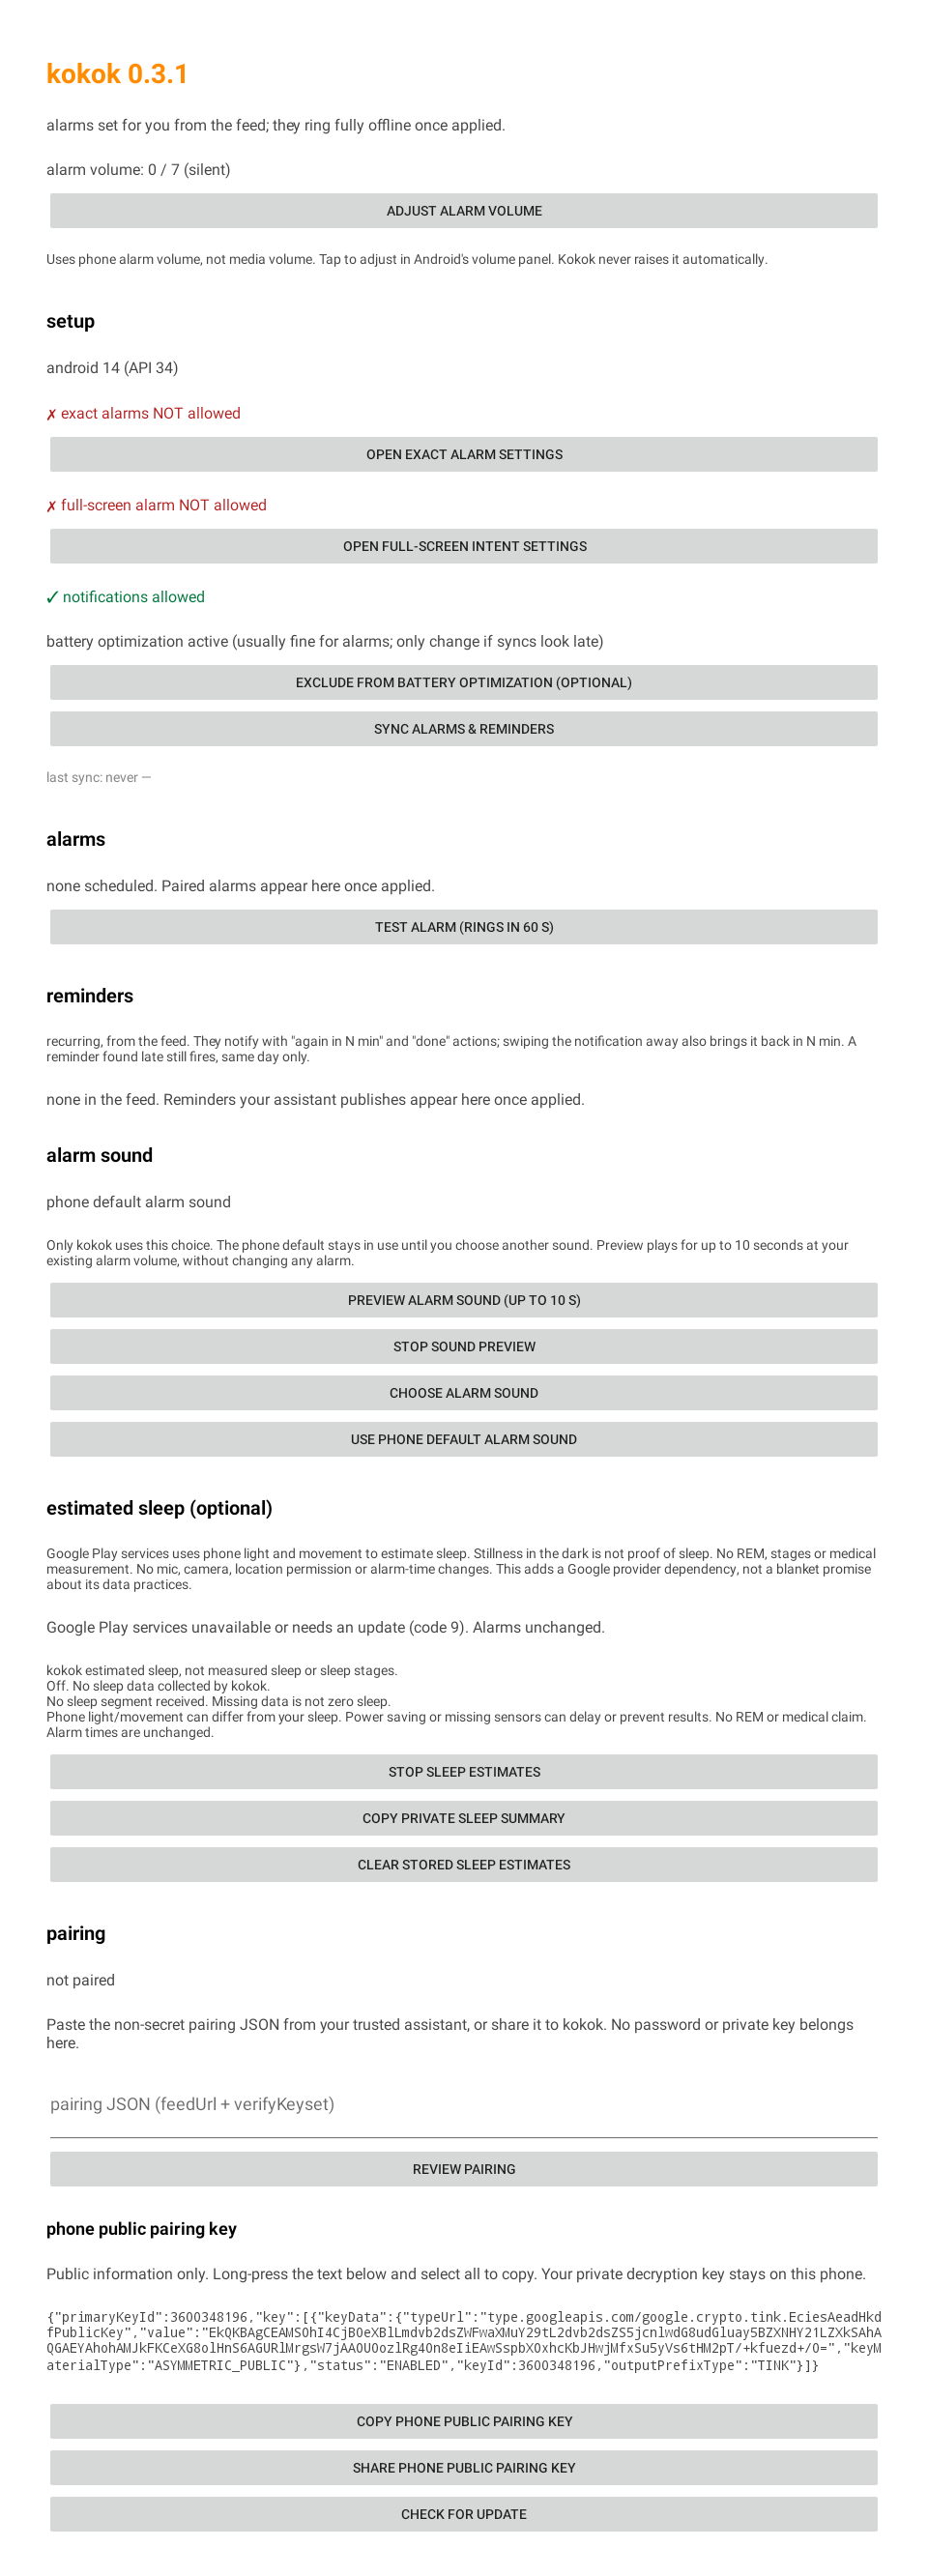 kokok 0.3.1
alarms set for you from the feed; they ring fully offline once applied.
alarm volume: 0 / 7 (silent)
ADJUST ALARM VOLUME
Uses phone alarm volume, not media volume. Tap to adjust in Android's volume panel. Kokok never raises it automatically.
setup
android 14 (API 34)
✗ exact alarms NOT allowed
OPEN EXACT ALARM SETTINGS
✗ full-screen alarm NOT allowed
OPEN FULL-SCREEN INTENT SETTINGS
✓ notifications allowed
battery optimization active (usually fine for alarms; only change if syncs look late)
EXCLUDE FROM BATTERY OPTIMIZATION (OPTIONAL)
SYNC ALARMS & REMINDERS
last sync: never —
alarms
none scheduled. Paired alarms appear here once applied.
TEST ALARM (RINGS IN 60 S)
reminders
recurring, from the feed. They notify with "again in N min" and "done" actions; swiping the notification away also brings it back in N min. A
reminder found late still fires, same day only.
none in the feed. Reminders your assistant publishes appear here once applied.
alarm sound
phone default alarm sound
Only kokok uses this choice. The phone default stays in use until you choose another sound. Preview plays for up to 10 seconds at your
existing alarm volume, without changing any alarm.
PREVIEW ALARM SOUND (UP TO 10 S)
STOP SOUND PREVIEW
CHOOSE ALARM SOUND
USE PHONE DEFAULT ALARM SOUND
estimated sleep (optional)
Google Play services uses phone light and movement to estimate sleep. Stillness in the dark is not proof of sleep. No REM, stages or medical
measurement. No mic, camera, location permission or alarm-time changes. This adds a Google provider dependency, not a blanket promise
about its data practices.
Google Play services unavailable or needs an update (code 9). Alarms unchanged.
kokok estimated sleep, not measured sleep or sleep stages.
Off. No sleep data collected by kokok.
No sleep segment received. Missing data is not zero sleep.
Phone light/movement can differ from your sleep. Power saving or missing sensors can delay or prevent results. No REM or medical claim.
Alarm times are unchanged.
STOP SLEEP ESTIMATES
COPY PRIVATE SLEEP SUMMARY
CLEAR STORED SLEEP ESTIMATES
pairing
not paired
Paste the non-secret pairing JSON from your trusted assistant, or share it to kokok. No password or private key belongs
here.
pairing JSON (feedUrl + verifyKeyset)
REVIEW PAIRING
phone public pairing key
Public information only. Long-press the text below and select all to copy. Your private decryption key stays on this phone.
{"primaryKeyId":3600348196,"key":[{"keyData":{"typeUrl":"type.googleapis.com/google.crypto.tink.EciesAeadHkd
fPublicKey","value":"EkQKBAgCEAMSOhI4CjB0eXBlLmdvb2dsZWFwaXMuY29tL2dvb2dsZS5jcnlwdG8udGluay5BZXNHY21LZXkSAhA
QGAEYAhohAMJkFKCeXG8olHnS6AGURlMrgsW7jAA0UOozlRg4On8eIiEAwSspbX0xhcKbJHwjMfxSu5yVs6tHM2pT/+kfuezd+/0=","keyM
aterialType":"ASYMMETRIC_PUBLIC"},"status":"ENABLED","keyId":3600348196,"outputPrefixType":"TINK"}]}
COPY PHONE PUBLIC PAIRING KEY
SHARE PHONE PUBLIC PAIRING KEY
CHECK FOR UPDATE